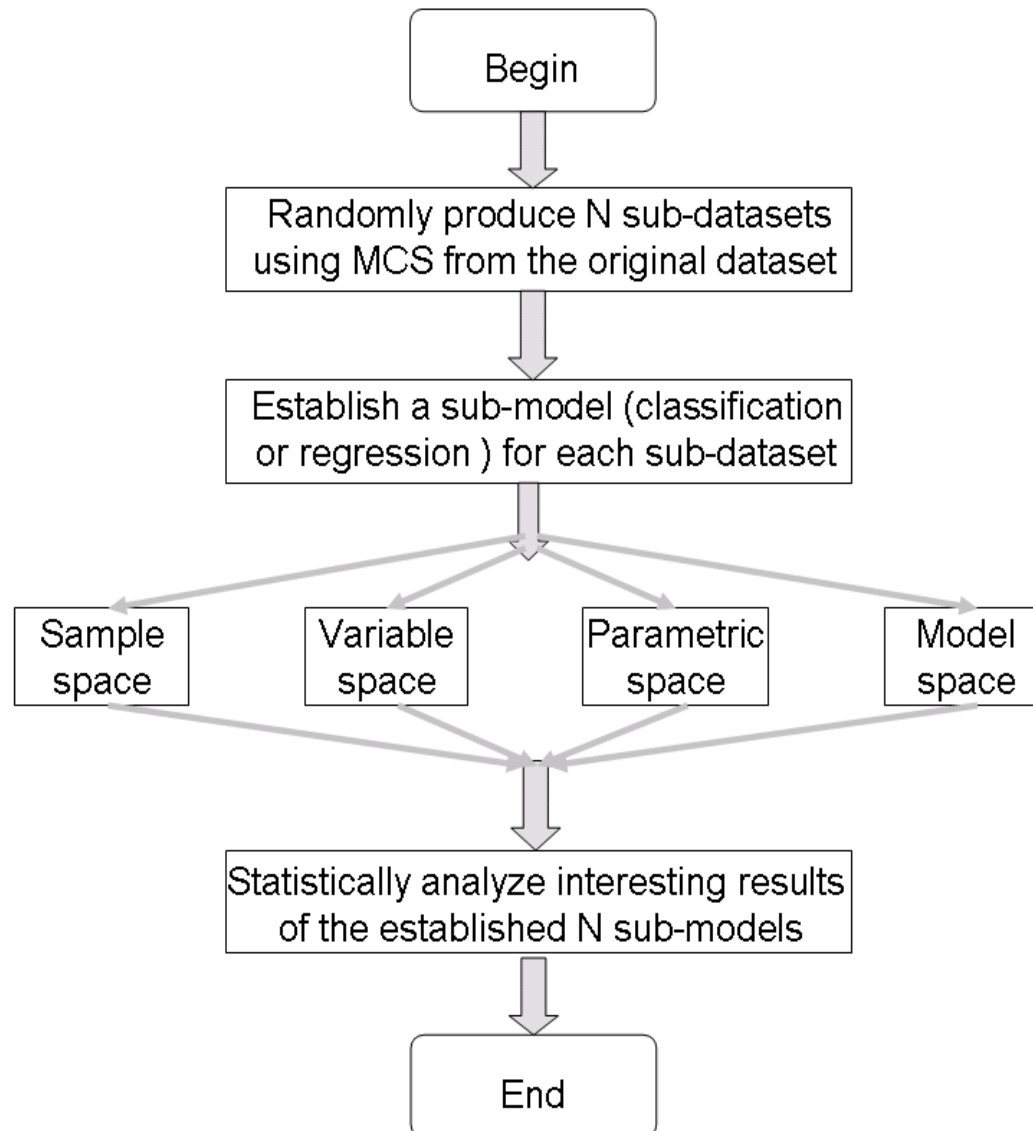 Begin
Randomly produce N sub-datasets
using MCS from the original dataset
Establish a sub-model (classification
or regression ) for each sub-dataset
Sample
space
Variable
space
Parametric
space
Model
space
Statistically analyze interesting results
of the established N sub-models
End